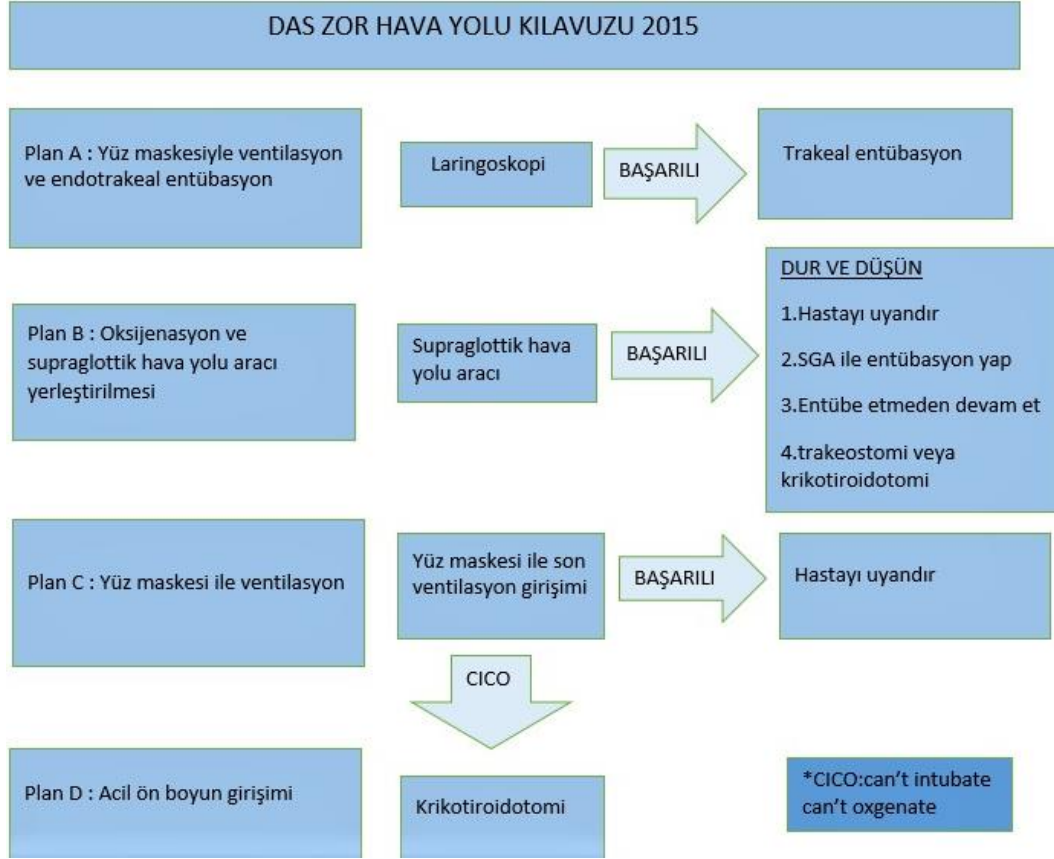 DAS ZOR HAVA YOLU KILAVUZU 2015
Plan A : Yüz maskesiyle ventilasyon
ve endotrakeal entübasyon
Laringoskopi
BAŞARILI
Trakeal entübasyon
Plan B : Oksijenasyon ve
supraglottik hava yolu aracı
yerleştirilmesi
Supraglottik hava
yolu aracı
BAŞARILI
DUR VE DÜŞÜN
1.Hastayı uyandır
2.SGA ile entübasyon yap
3.Entübe etmeden devam et
4.trakeostomi veya
krikotiroidotomi
Plan C : Yüz maskesi ile ventilasyon
Yüz maskesi ile son
ventilasyon girişimi
BAŞARILI
Hastayı uyandır
CICO
Plan D : Acil ön boyun girişimi
Krikotiroidotomi
*CICO:can't intubate
can't oxgenate